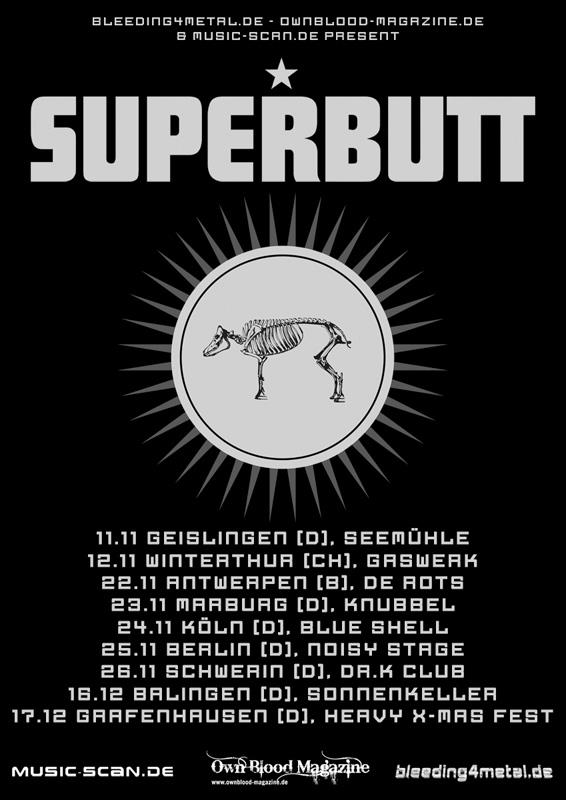 BLEEDING4METAL.DE - OWNBLOOD-MAGAZINE.DE
& MUSIC-SCAN.DE PRESENT
SUPERBUTT
11.11 GEISLINGEN [D], SEEMÜHLE
12.11 WINTERTHUR [CH], GASWERK
22.11 ANTWERPEN [B], DE ROTS
23.11 MARBURG [D], KNUBBEL
24.11 KÖLN [D], BLUE SHELL
25.11 BERLIN [D], NOISY STAGE
26.11 SCHWERIN [D], DR.K CLUB
16.12 BALINGEN [D], SONNENKELLER
17.12 GRAFENHAUSEN [D], HEAVY X-MAS FEST
MUSIC-SCAN.DE
Own Blood Magazine
www.ownblood-magazine.de
bleeding4metal.de